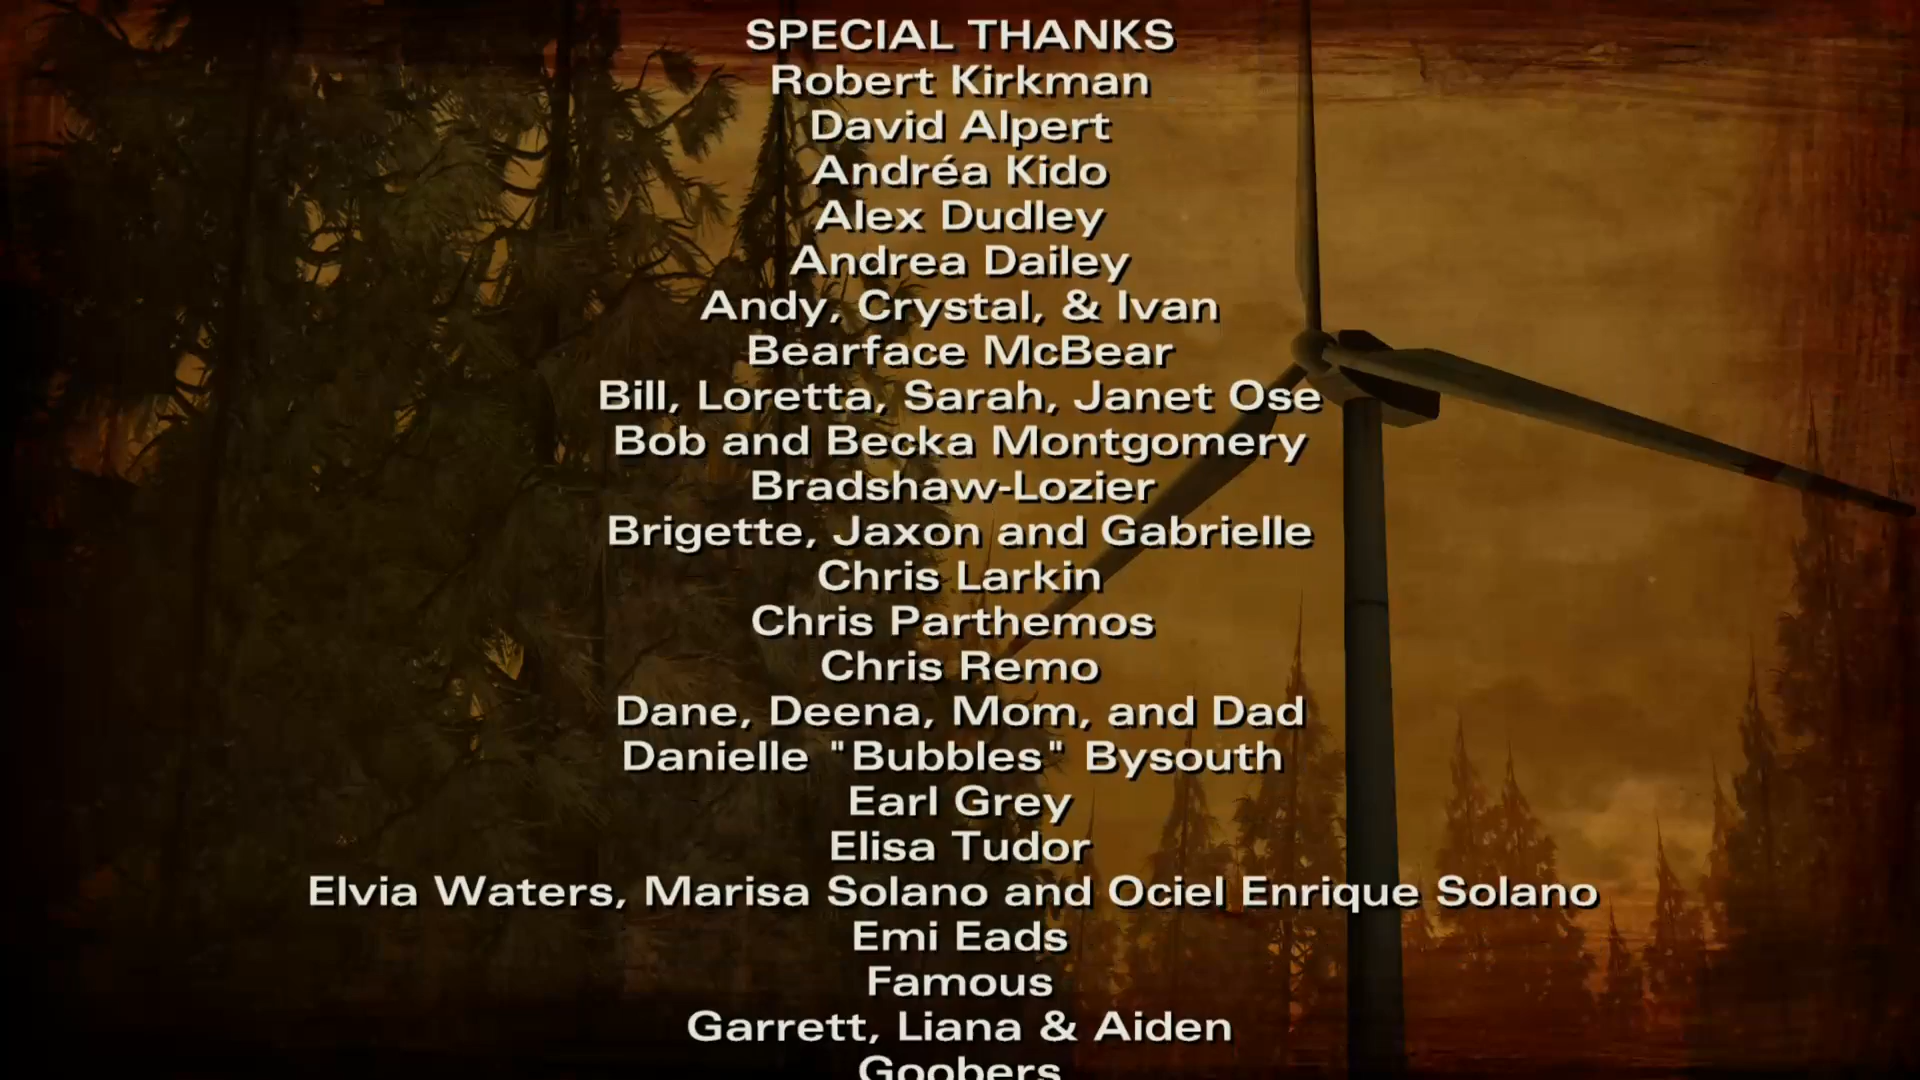 SPECIAL THANKS
Robert Kirkman
David Alpert
Andréa Kido
Alex Dudley
Andrea Dailey
Andy, Crystal, & Ivan
Bearface McBear
Bill, Loretta, Sarah, Janet Ose
Bob and Becka Montgomery
Bradshaw-Lozier
Brigette, Jaxon and Gabrielle
Chris Larkin
Chris Parthemos
Chris Remo
Dane, Deena, Mom, and Dad
Danielle "Bubbles" Bysouth
Earl Grey
Elisa Tudor
Elvia Waters, Marisa Solano and Ociel Enrique Solano
Emi Eads
Famous
Garrett, Liana & Aiden
Goobers